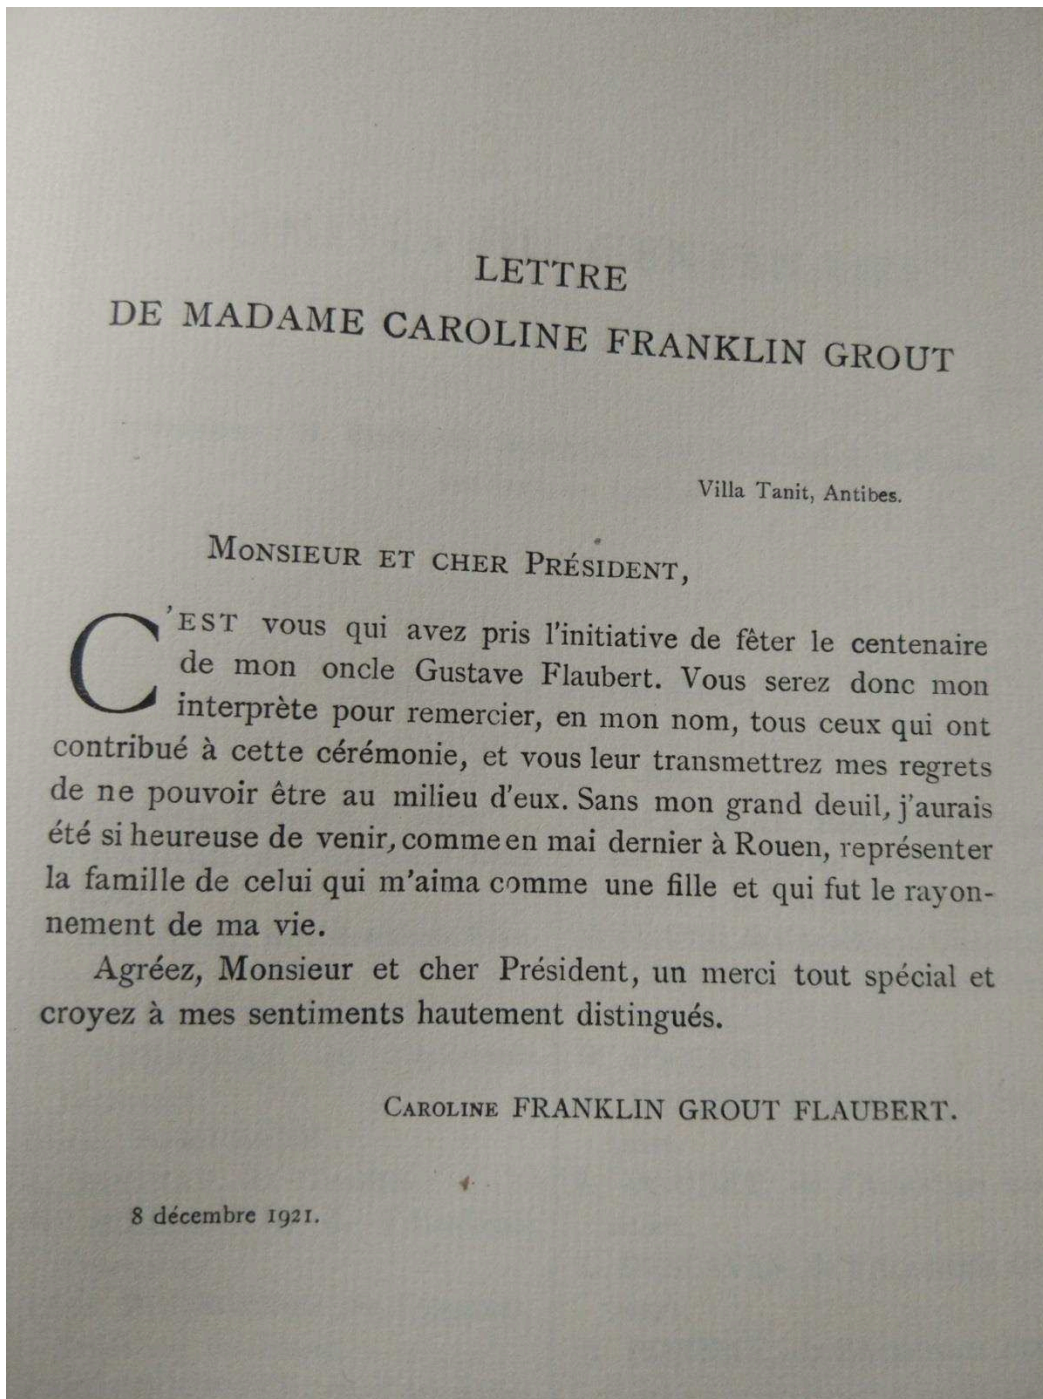 LETTRE
DE MADAME CAROLINE FRANKLIN GROUT
Villa Tanit, Antibes.
MONSIEUR ET CHER PRÉSIDENT,
C'EST vous qui avez pris l'initiative de fêter le centenaire
de mon oncle Gustave Flaubert. Vous serez donc mon
interprète pour remercier, en mon nom, tous ceux qui ont
contribué à cette cérémonie, et vous leur transmettrez mes regrets
de ne pouvoir être au milieu d'eux. Sans mon grand deuil, j'aurais
été si heureuse de venir, comme en mai dernier à Rouen, représenter
la famille de celui qui m'aima comme une fille et qui fut le rayon-
nement de ma vie.
Agréez, Monsieur et cher Président, un merci tout spécial et
croyez à mes sentiments hautement distingués.
CAROLINE FRANKLIN GROUT FLAUBERT.
8 décembre 1921.